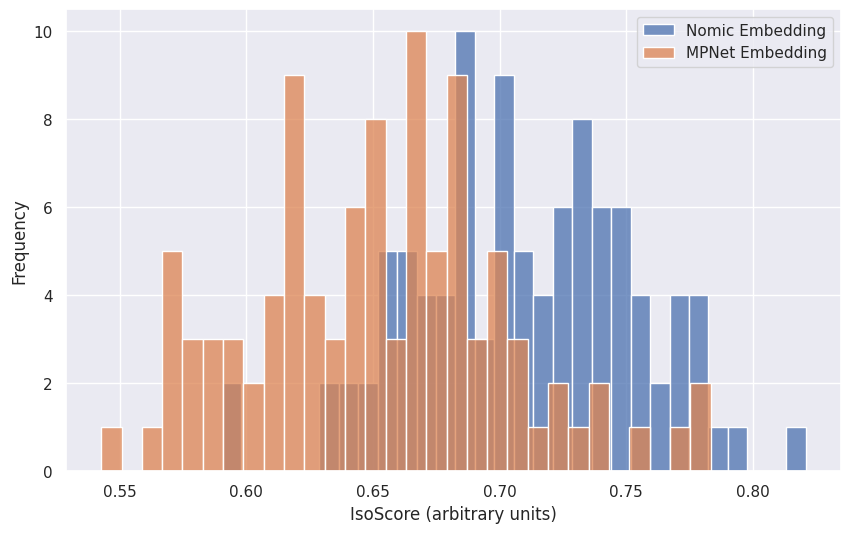 Nomic Embedding
MPNet Embedding
Frequency
10
8
6
4
2
0
0.55 0.60 0.65 0.70 0.75 0.80
IsoScore (arbitrary units)